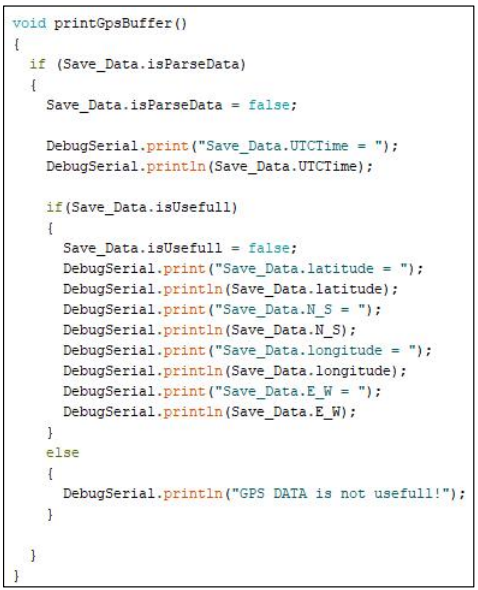 void printGpsBuffer()
{
  if (Save_Data.isParseData)
  {
    Save_Data.isParseData = false;

    DebugSerial.print("Save_Data.UTCTime = ");
    DebugSerial.println(Save_Data.UTCTime);

    if(Save_Data.isUsefull)
    {
      Save_Data.isUsefull = false;
      DebugSerial.print("Save_Data.latitude = ");
      DebugSerial.println(Save_Data.latitude);
      DebugSerial.print("Save_Data.N_S = ");
      DebugSerial.println(Save_Data.N_S);
      DebugSerial.print("Save_Data.longitude = ");
      DebugSerial.println(Save_Data.longitude);
      DebugSerial.print("Save_Data.E_W = ");
      DebugSerial.println(Save_Data.E_W);
    }
    else
    {
      DebugSerial.println("GPS DATA is not usefull!");
    }

  }
}